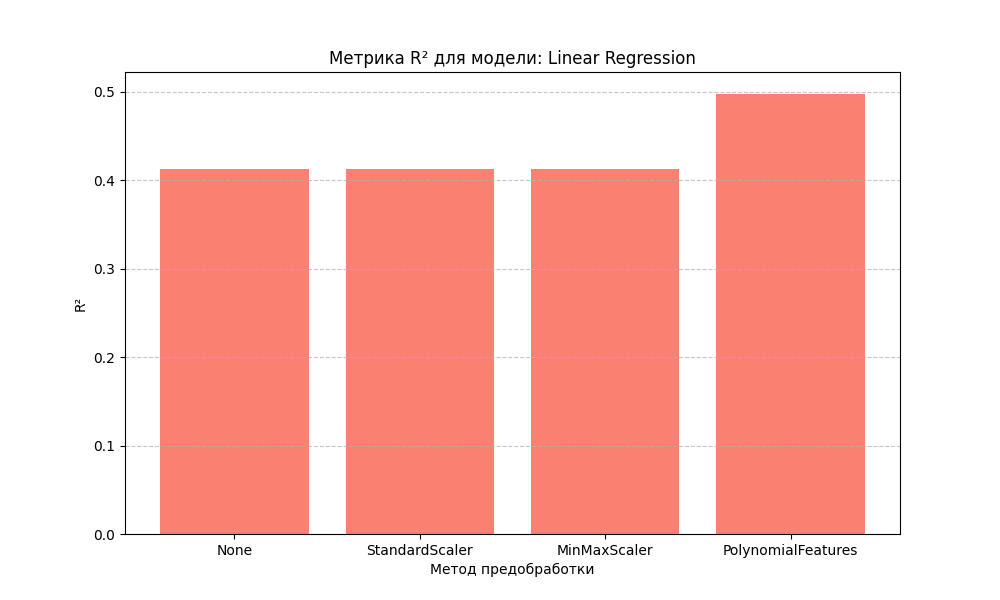 Метрика R² для модели: Linear Regression
R²
0.5
0.4
0.3
0.2
0.1
0.0
None StandardScaler MinMaxScaler PolynomialFeatures
Метод предобработки